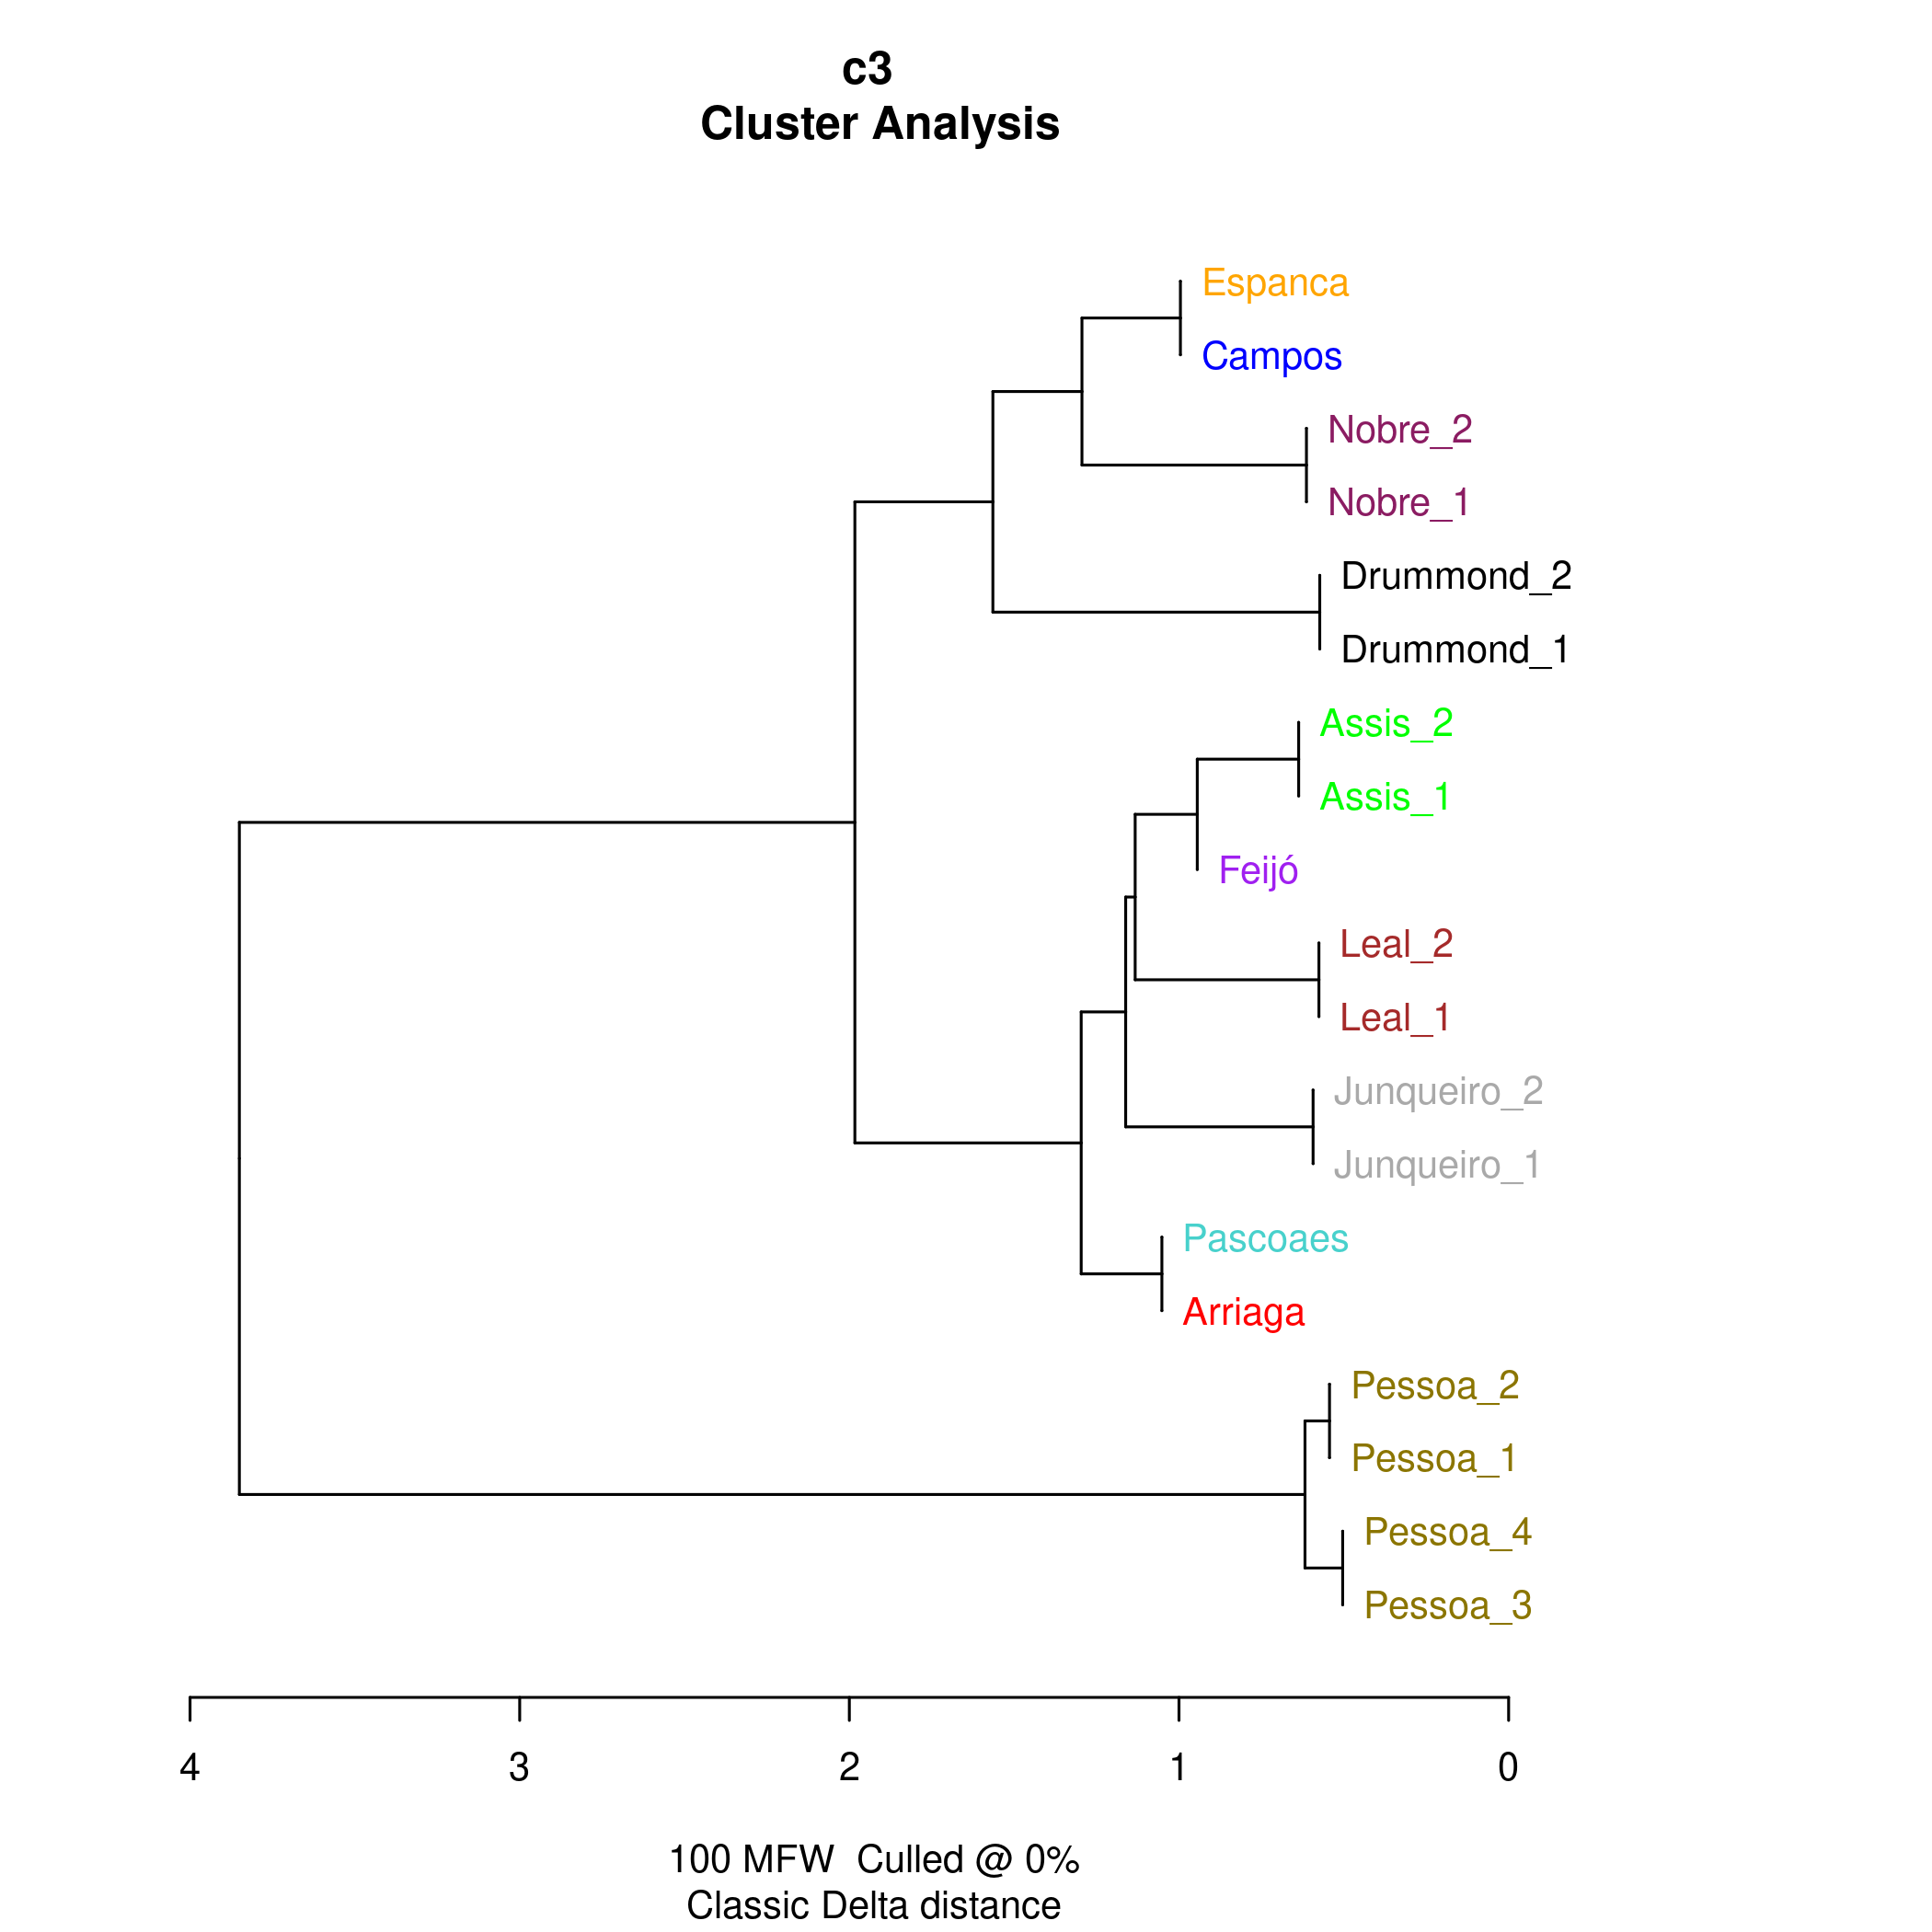 c3
Cluster Analysis
Espanca
Campos
Nobre_2
Nobre_1
Drummond_2
Drummond_1
Assis_2
Assis_1
Feijó
Leal_2
Leal_1
Junqueiro_2
Junqueiro_1
Pascoaes
Arriaga
Pessoa_2
Pessoa_1
Pessoa_4
Pessoa_3
4 3 2 1 0
100 MFW  Culled @ 0%
Classic Delta distance